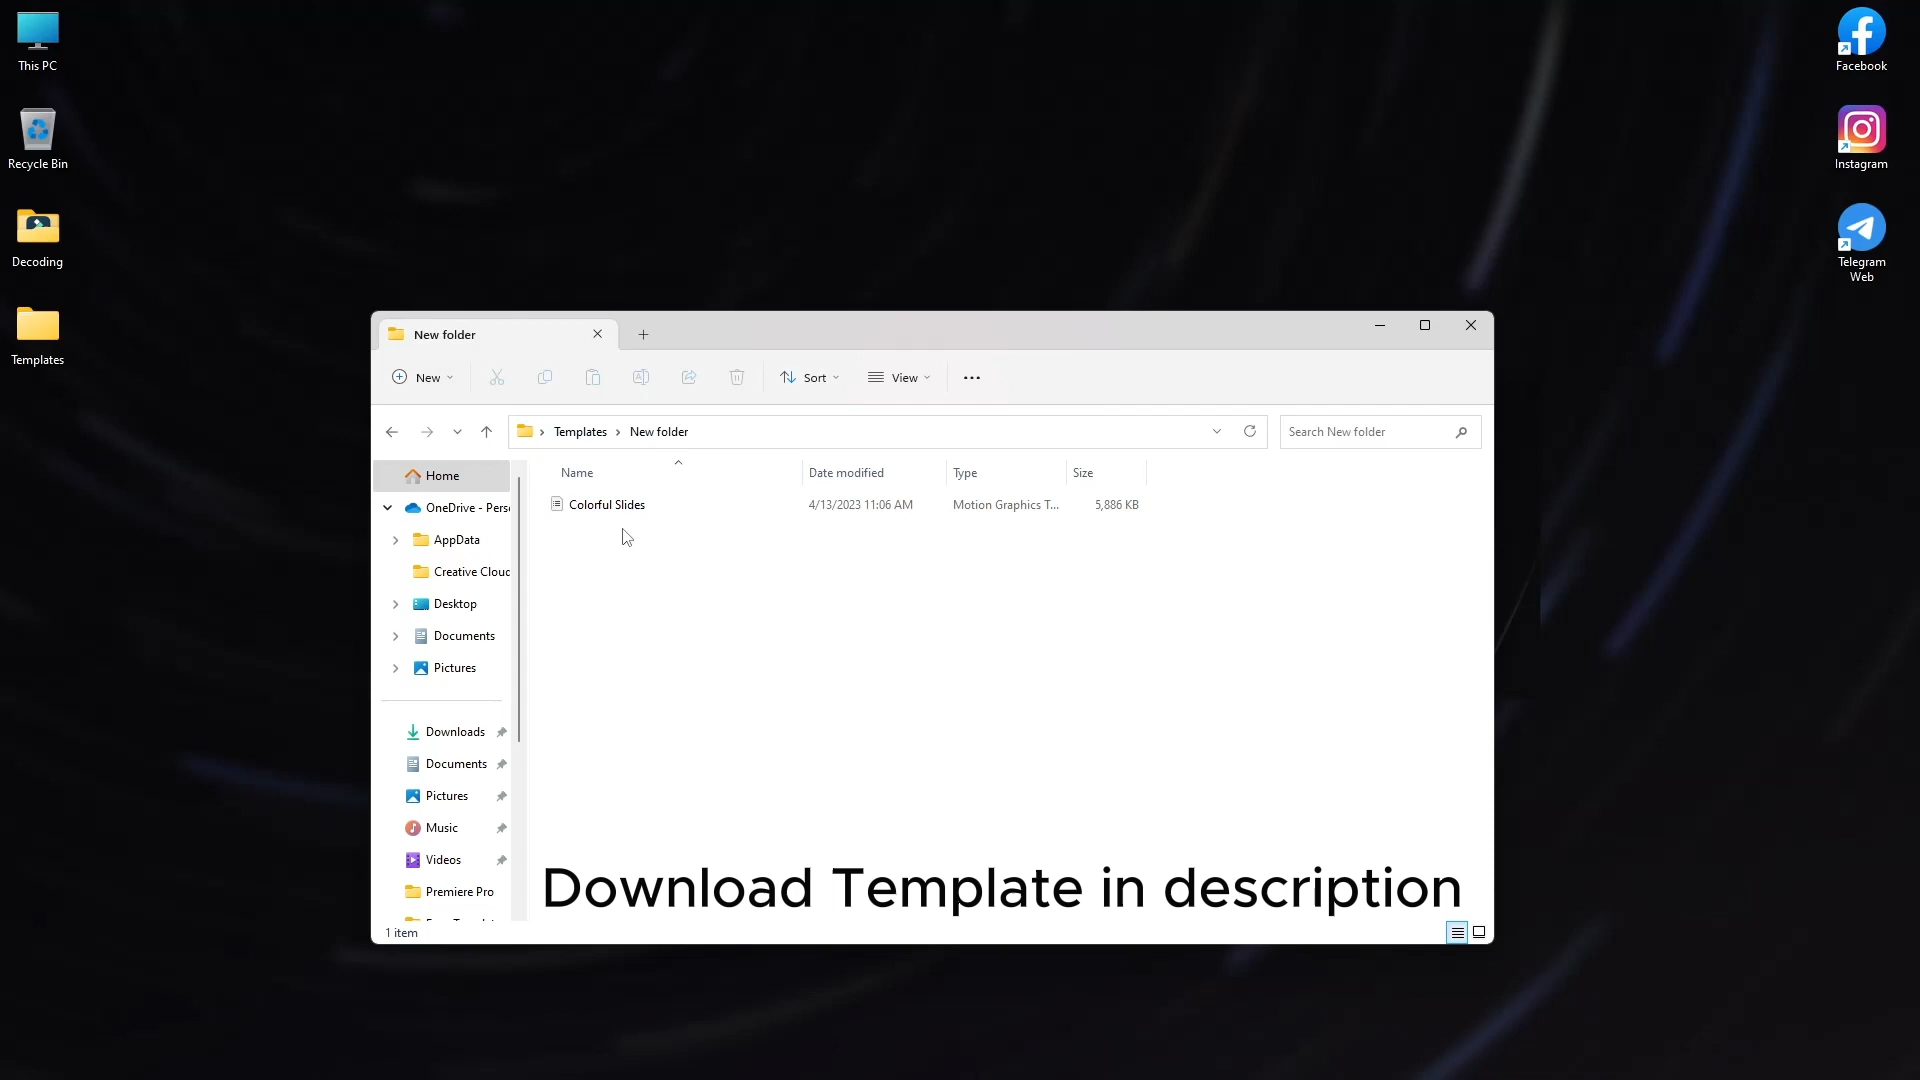 This PC
Recycle Bin
Decoding
Templates
Facebook
Instagram
Telegram
Web
New folder
New
Sort
View
Templates
New folder
Search New folder
Name
Date modified
Type
Size
Colorful Slides
4/13/2023 11:06 AM
Motion Graphics T...
5,886 KB
Home
OneDrive - Pers
AppData
Creative Cloud
Desktop
Documents
Pictures
Downloads
Documents
Pictures
Music
Videos
Premiere Pro
Download Template in description
1 item